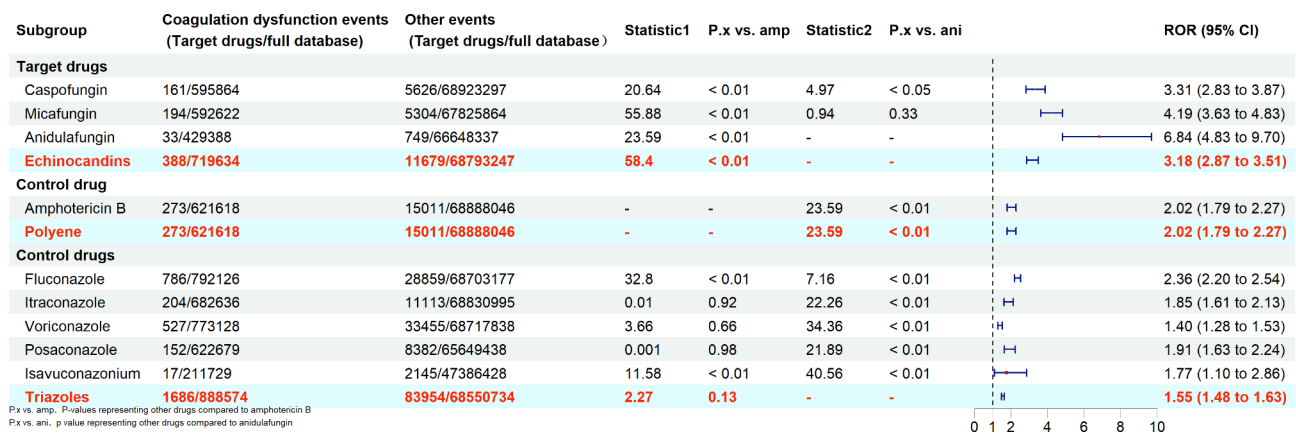 Subgroup Coagulation dysfunction events (Target drugs/full database) Other events (Target drugs/full database） Statistic1 P.x vs. amp Statistic2 P.x vs. ani ROR (95% CI)
Target drugs
Caspofungin 161/595864 5626/68923297 20.64 < 0.01 4.97 < 0.05 3.31 (2.83 to 3.87)
Micafungin 194/592622 5304/67825864 55.88 < 0.01 0.94 0.33 4.19 (3.63 to 4.83)
Anidulafungin 33/429388 749/66648337 23.59 < 0.01 - - 6.84 (4.83 to 9.70)
Echinocandins 388/719634 11679/68793247 58.4 < 0.01 - - 3.18 (2.87 to 3.51)
Control drug
Amphotericin B 273/621618 15011/68888046 - - 23.59 < 0.01 2.02 (1.79 to 2.27)
Polyene 273/621618 15011/68888046 - - 23.59 < 0.01 2.02 (1.79 to 2.27)
Control drugs
Fluconazole 786/792126 28859/68703177 32.8 < 0.01 7.16 < 0.01 2.36 (2.20 to 2.54)
Itraconazole 204/682636 11113/68830995 0.01 0.92 22.26 < 0.01 1.85 (1.61 to 2.13)
Voriconazole 527/773128 33455/68717838 3.66 0.66 34.36 < 0.01 1.40 (1.28 to 1.53)
Posaconazole 152/622679 8382/65649438 0.001 0.98 21.89 < 0.01 1.91 (1.63 to 2.24)
Isavuconazonium 17/211729 2145/47386428 11.58 < 0.01 40.56 < 0.01 1.77 (1.10 to 2.86)
Triazoles 1686/888574 83954/68550734 2.27 0.13 - - 1.55 (1.48 to 1.63)
P.x vs. amp，P-values representing other drugs compared to amphotericin B
P.x vs. ani，p value representing other drugs compared to anidulafungin
0 1 2 4 6 8 10